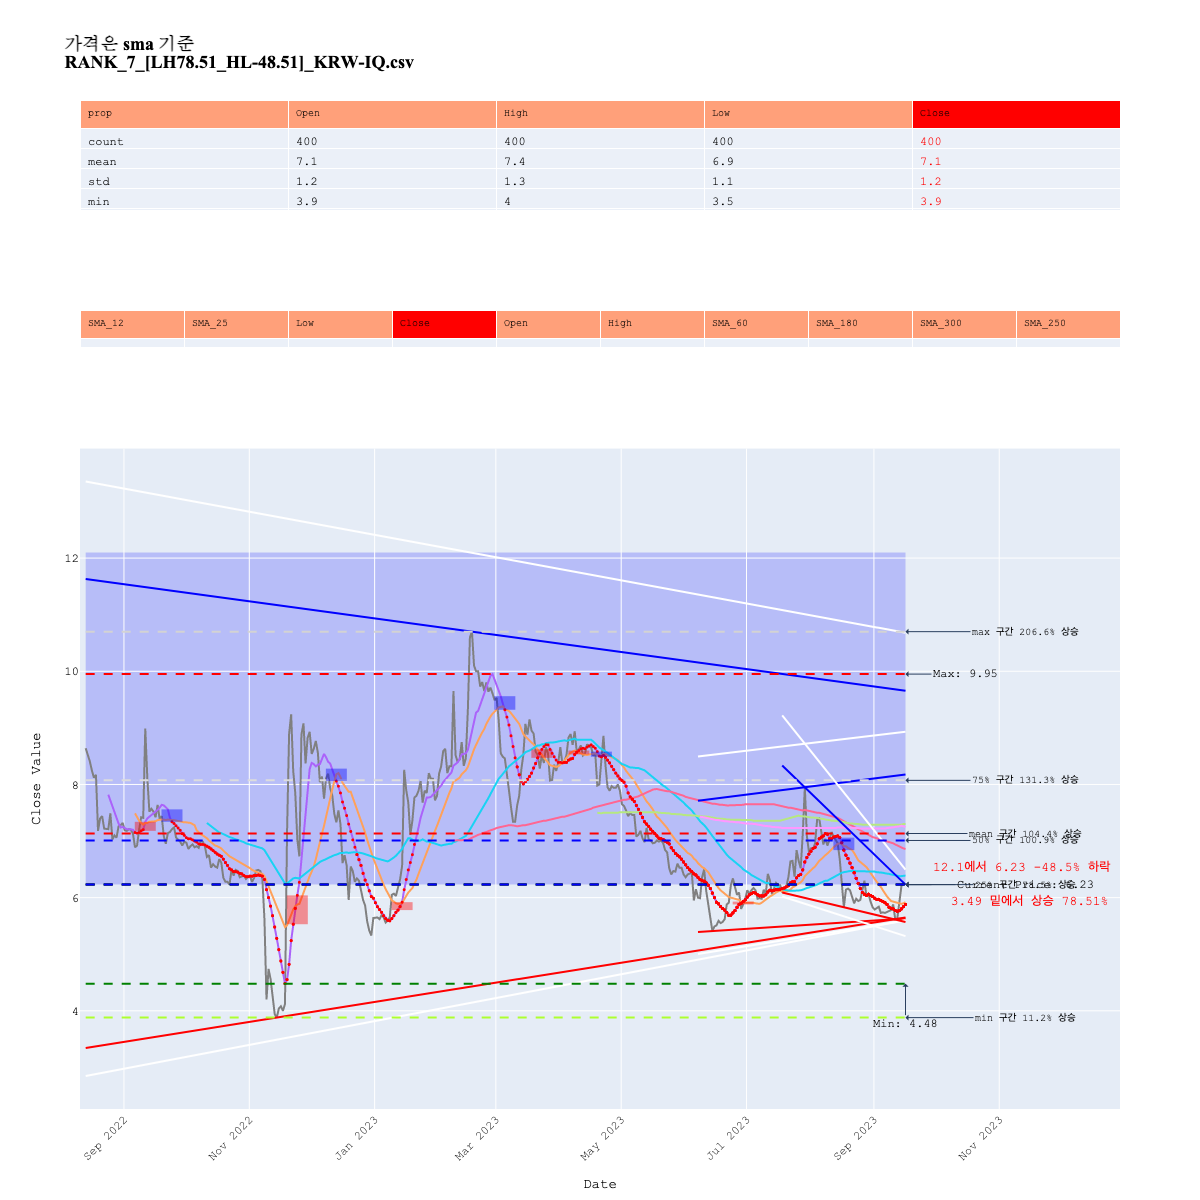 가격은 sma 기준
RANK_7_[LH78.51_HL-48.51]_KRW-IQ.csv
prop Open High Low Close
count 400 400 400 400
mean 7.1 7.4 6.9 7.1
std 1.2 1.3 1.1 1.2
min 3.9 4 3.5 3.9
SMA_12 SMA_25 Low Close Open High SMA_60 SMA_180 SMA_300 SMA_250
12
max 구간 206.6% 상승
10
Max: 9.95
Close Value
8
75% 구간 131.3% 상승
mean 구간 104.4% 상승
50% 구간 100.9% 상승
12.1에서 6.23 -48.5% 하락
Current Price: 6.23
6
3.49 밑에서 상승 78.51%
4
min 구간 11.2% 상승
Min: 4.48
Sep 2022
Nov 2022
Jan 2023
Mar 2023
May 2023
Jul 2023
Sep 2023
Nov 2023
Date